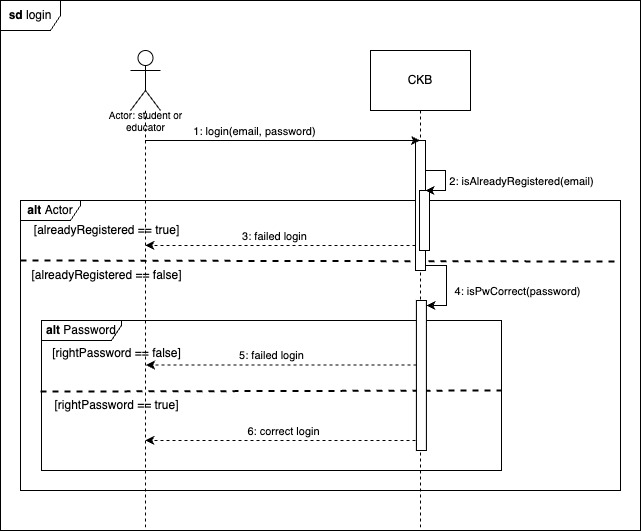 sd login
CKB
Actor: student or
educator
1: login(email, password)
2: isAlreadyRegistered(email)
alt Actor
[alreadyRegistered == true]
3: failed login
[alreadyRegistered == false]
4: isPwCorrect(password)
alt Password
[rightPassword == false]
5: failed login
[rightPassword == true]
6: correct login